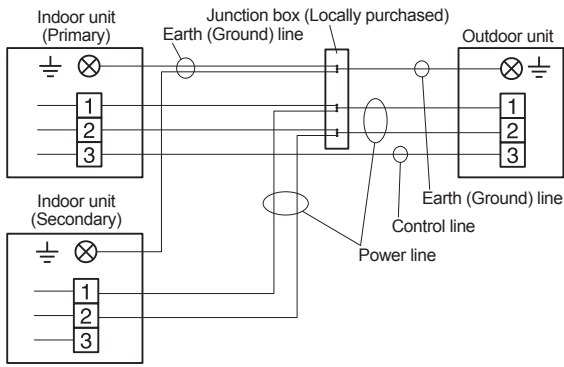 Indoor unit
(Primary)
Junction box (Locally purchased)
Earth (Ground) line
Outdoor unit
1
2
3
1
2
3
Earth (Ground) line
Control line
Power line
Indoor unit
(Secondary)
1
2
3